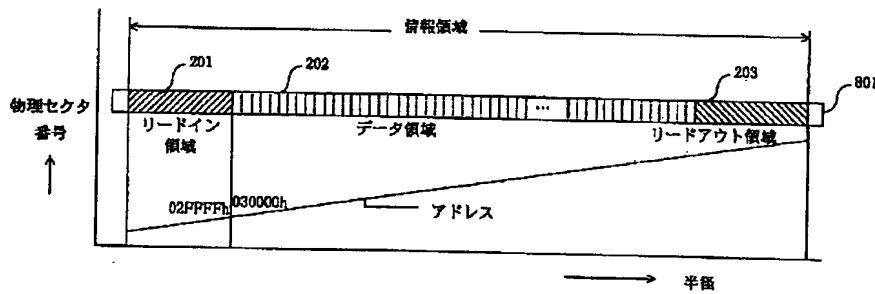 情報領域
201
202
203
801
物理セクタ
番号
リードイン
領域
データ領域
リードアウト領域
02FFFFh
030000h
アドレス
半径